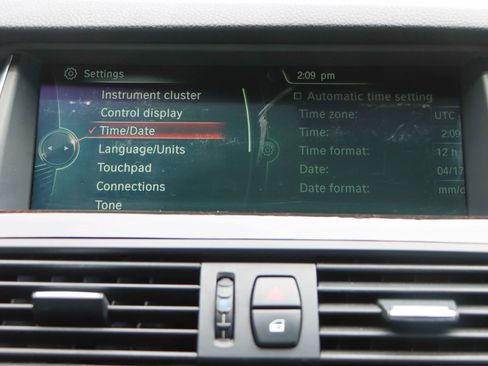 Settings
2:09 pm
Instrument cluster
Control display
✓ Time/Date
Language/Units
Touchpad
Connections
Tone
Automatic time setting
Time zone: UTC
Time: 2:09
Time format: 12 h
Date: 04/17
Date format: mm/d